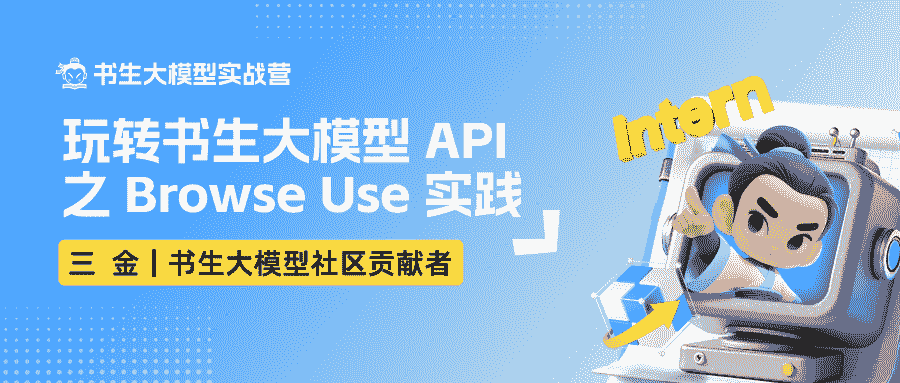 书生大模型实战营
玩转书生大模型 API
之 Browse Use 实践
三 金 | 书生大模型社区贡献者
Intern